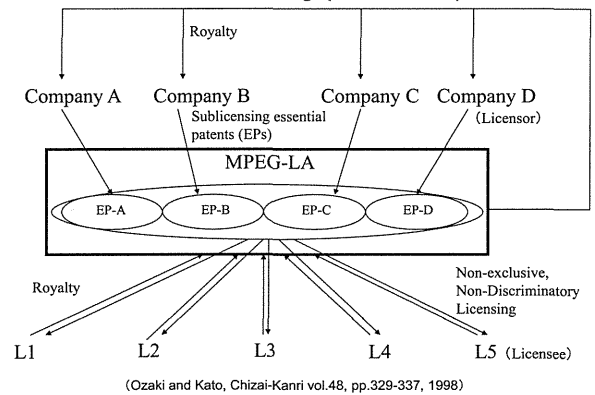 Royalty
Company A
Company B
Company C
Company D
Sublicensing essential
patents (EPs)
(Licensor)
MPEG-LA
EP-A
EP-B
EP-C
EP-D
Royalty
Non-exclusive,
Non-Discriminatory
Licensing
L1
L2
L3
L4
L5 (Licensee)
(Ozaki and Kato, Chizai-Kanri vol.48, pp.329-337, 1998)